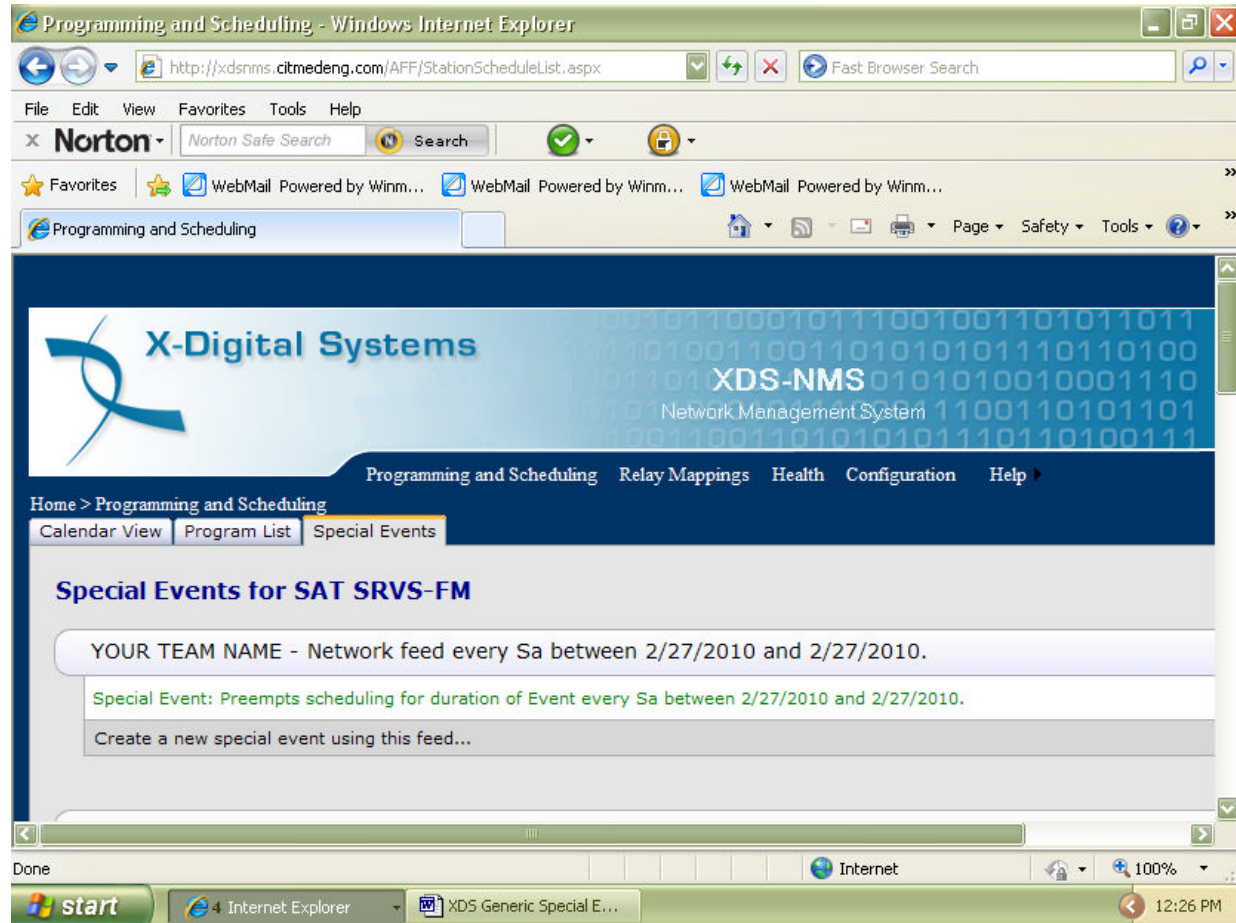 Programming and Scheduling - Windows Internet Explorer
http://xdsnms.citmedeng.com/AFF/StationScheduleList.aspx
Fast Browser Search
File Edit View Favorites Tools Help
x Norton Norton Safe Search Search
Favorites WebMail Powered by Winm... WebMail Powered by Winm... WebMail Powered by Winm... »
Programming and Scheduling Page Safety Tools »
X-Digital Systems
XDS-NMS
Network Management System
Programming and Scheduling Relay Mappings Health Configuration Help
Home > Programming and Scheduling
Calendar View Program List Special Events
Special Events for SAT SRVS-FM
YOUR TEAM NAME - Network feed every Sa between 2/27/2010 and 2/27/2010.
Special Event: Preempts scheduling for duration of Event every Sa between 2/27/2010 and 2/27/2010.
Create a new special event using this feed...
Done Internet 100%
start 4 Internet Explorer XDS Generic Special E... 12:26 PM